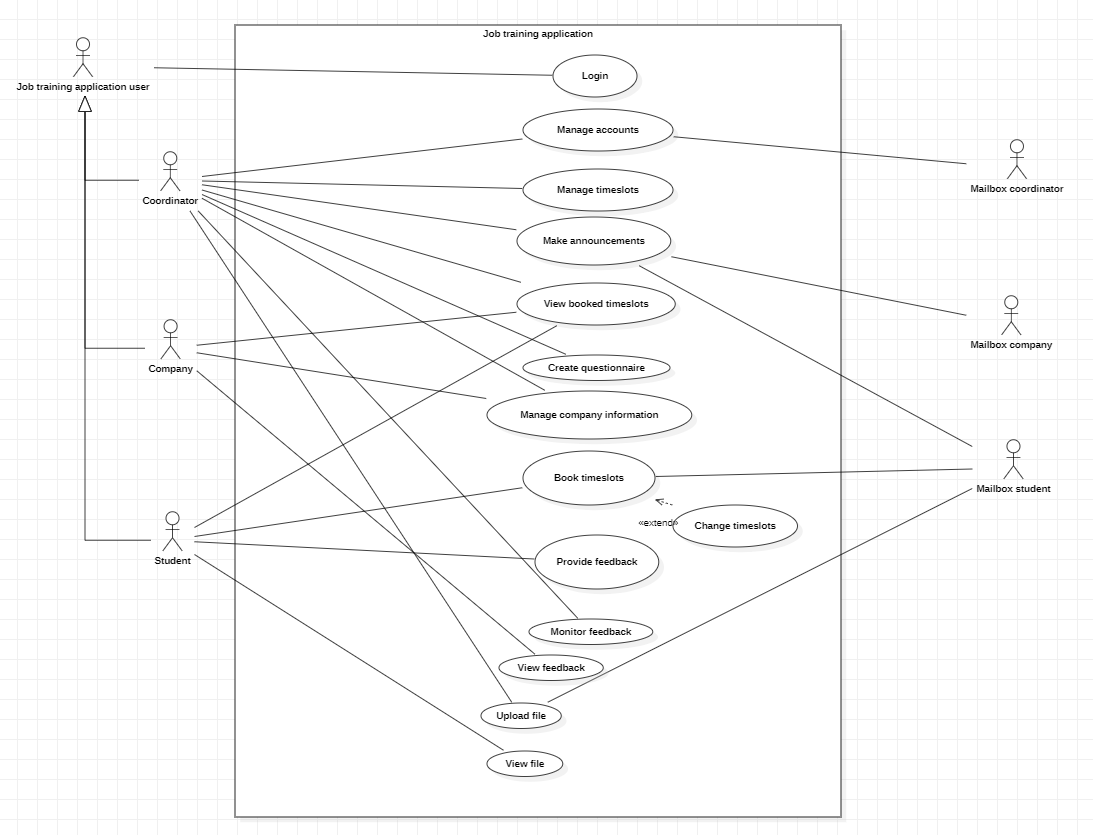 Job training application
Login
Job training application user
Manage accounts
Coordinator
Mailbox coordinator
Manage timeslots
Make announcements
View booked timeslots
Mailbox company
Company
Create questionnaire
Manage company information
Book timeslots
Mailbox student
«extend»
Change timeslots
Student
Provide feedback
Monitor feedback
View feedback
Upload file
View file